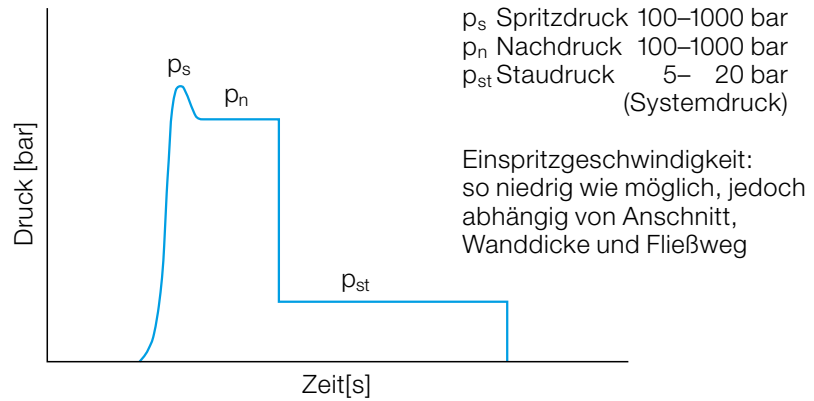 pₛ Spritzdruck 100–1000 bar
pₙ Nachdruck 100–1000 bar
pₛₜ Staudruck 5– 20 bar
(Systemdruck)
Einspritzgeschwindigkeit:
so niedrig wie möglich, jedoch
abhängig von Anschnitt,
Wanddicke und Fließweg
pₛ
pₙ
pₛₜ
Druck [bar]
Zeit[s]